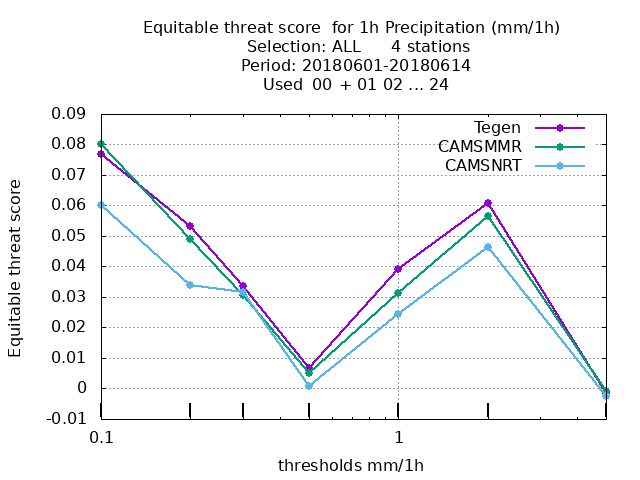 Equitable threat score  for 1h Precipitation (mm/1h)
Selection: ALL      4 stations
Period: 20180601-20180614
Used  00  + 01 02 ... 24
Tegen
CAMSMMR
CAMSNRT
0.09
0.08
0.07
0.06
0.05
0.04
0.03
0.02
0.01
0
-0.01
Equitable threat score
0.1
1
thresholds mm/1h